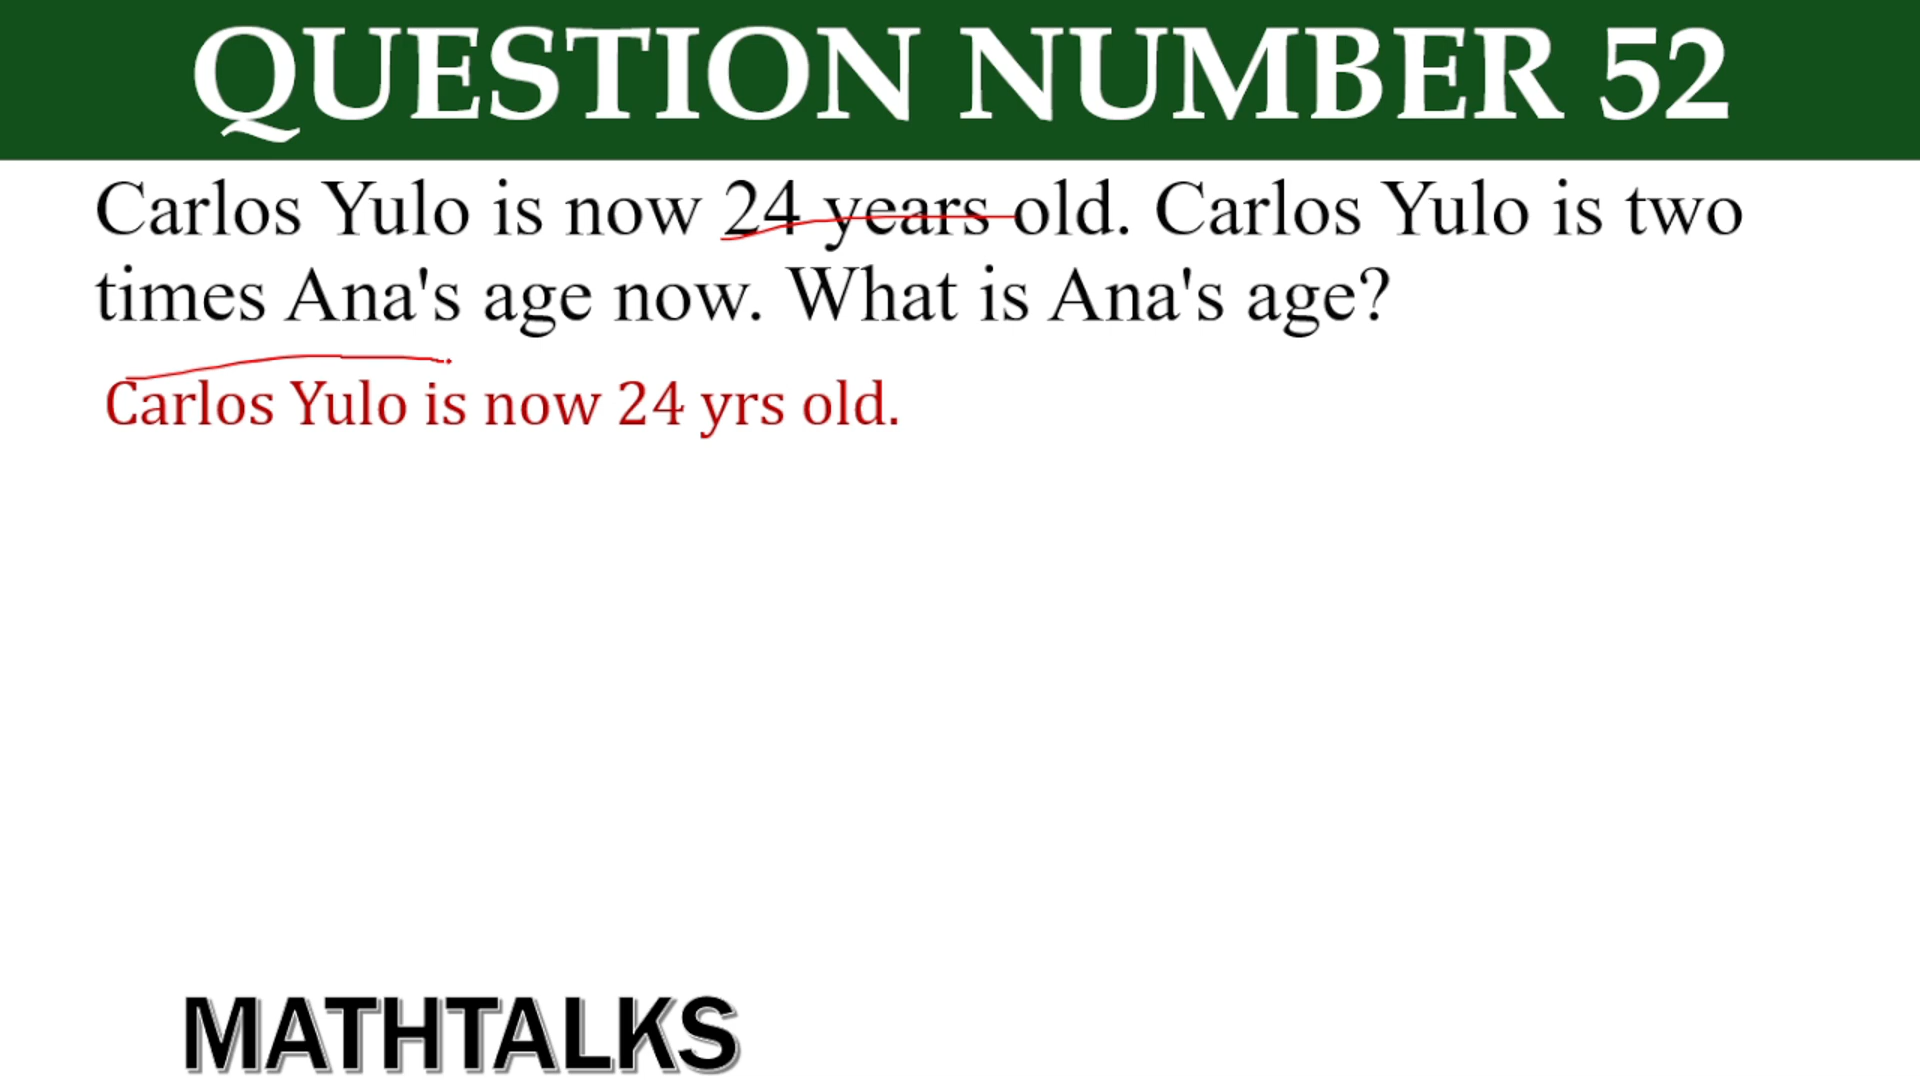 QUESTION NUMBER 52
Carlos Yulo is now 24 years old. Carlos Yulo is two
times Ana's age now. What is Ana's age?
Carlos Yulo is now 24 yrs old.
MATHTALKS